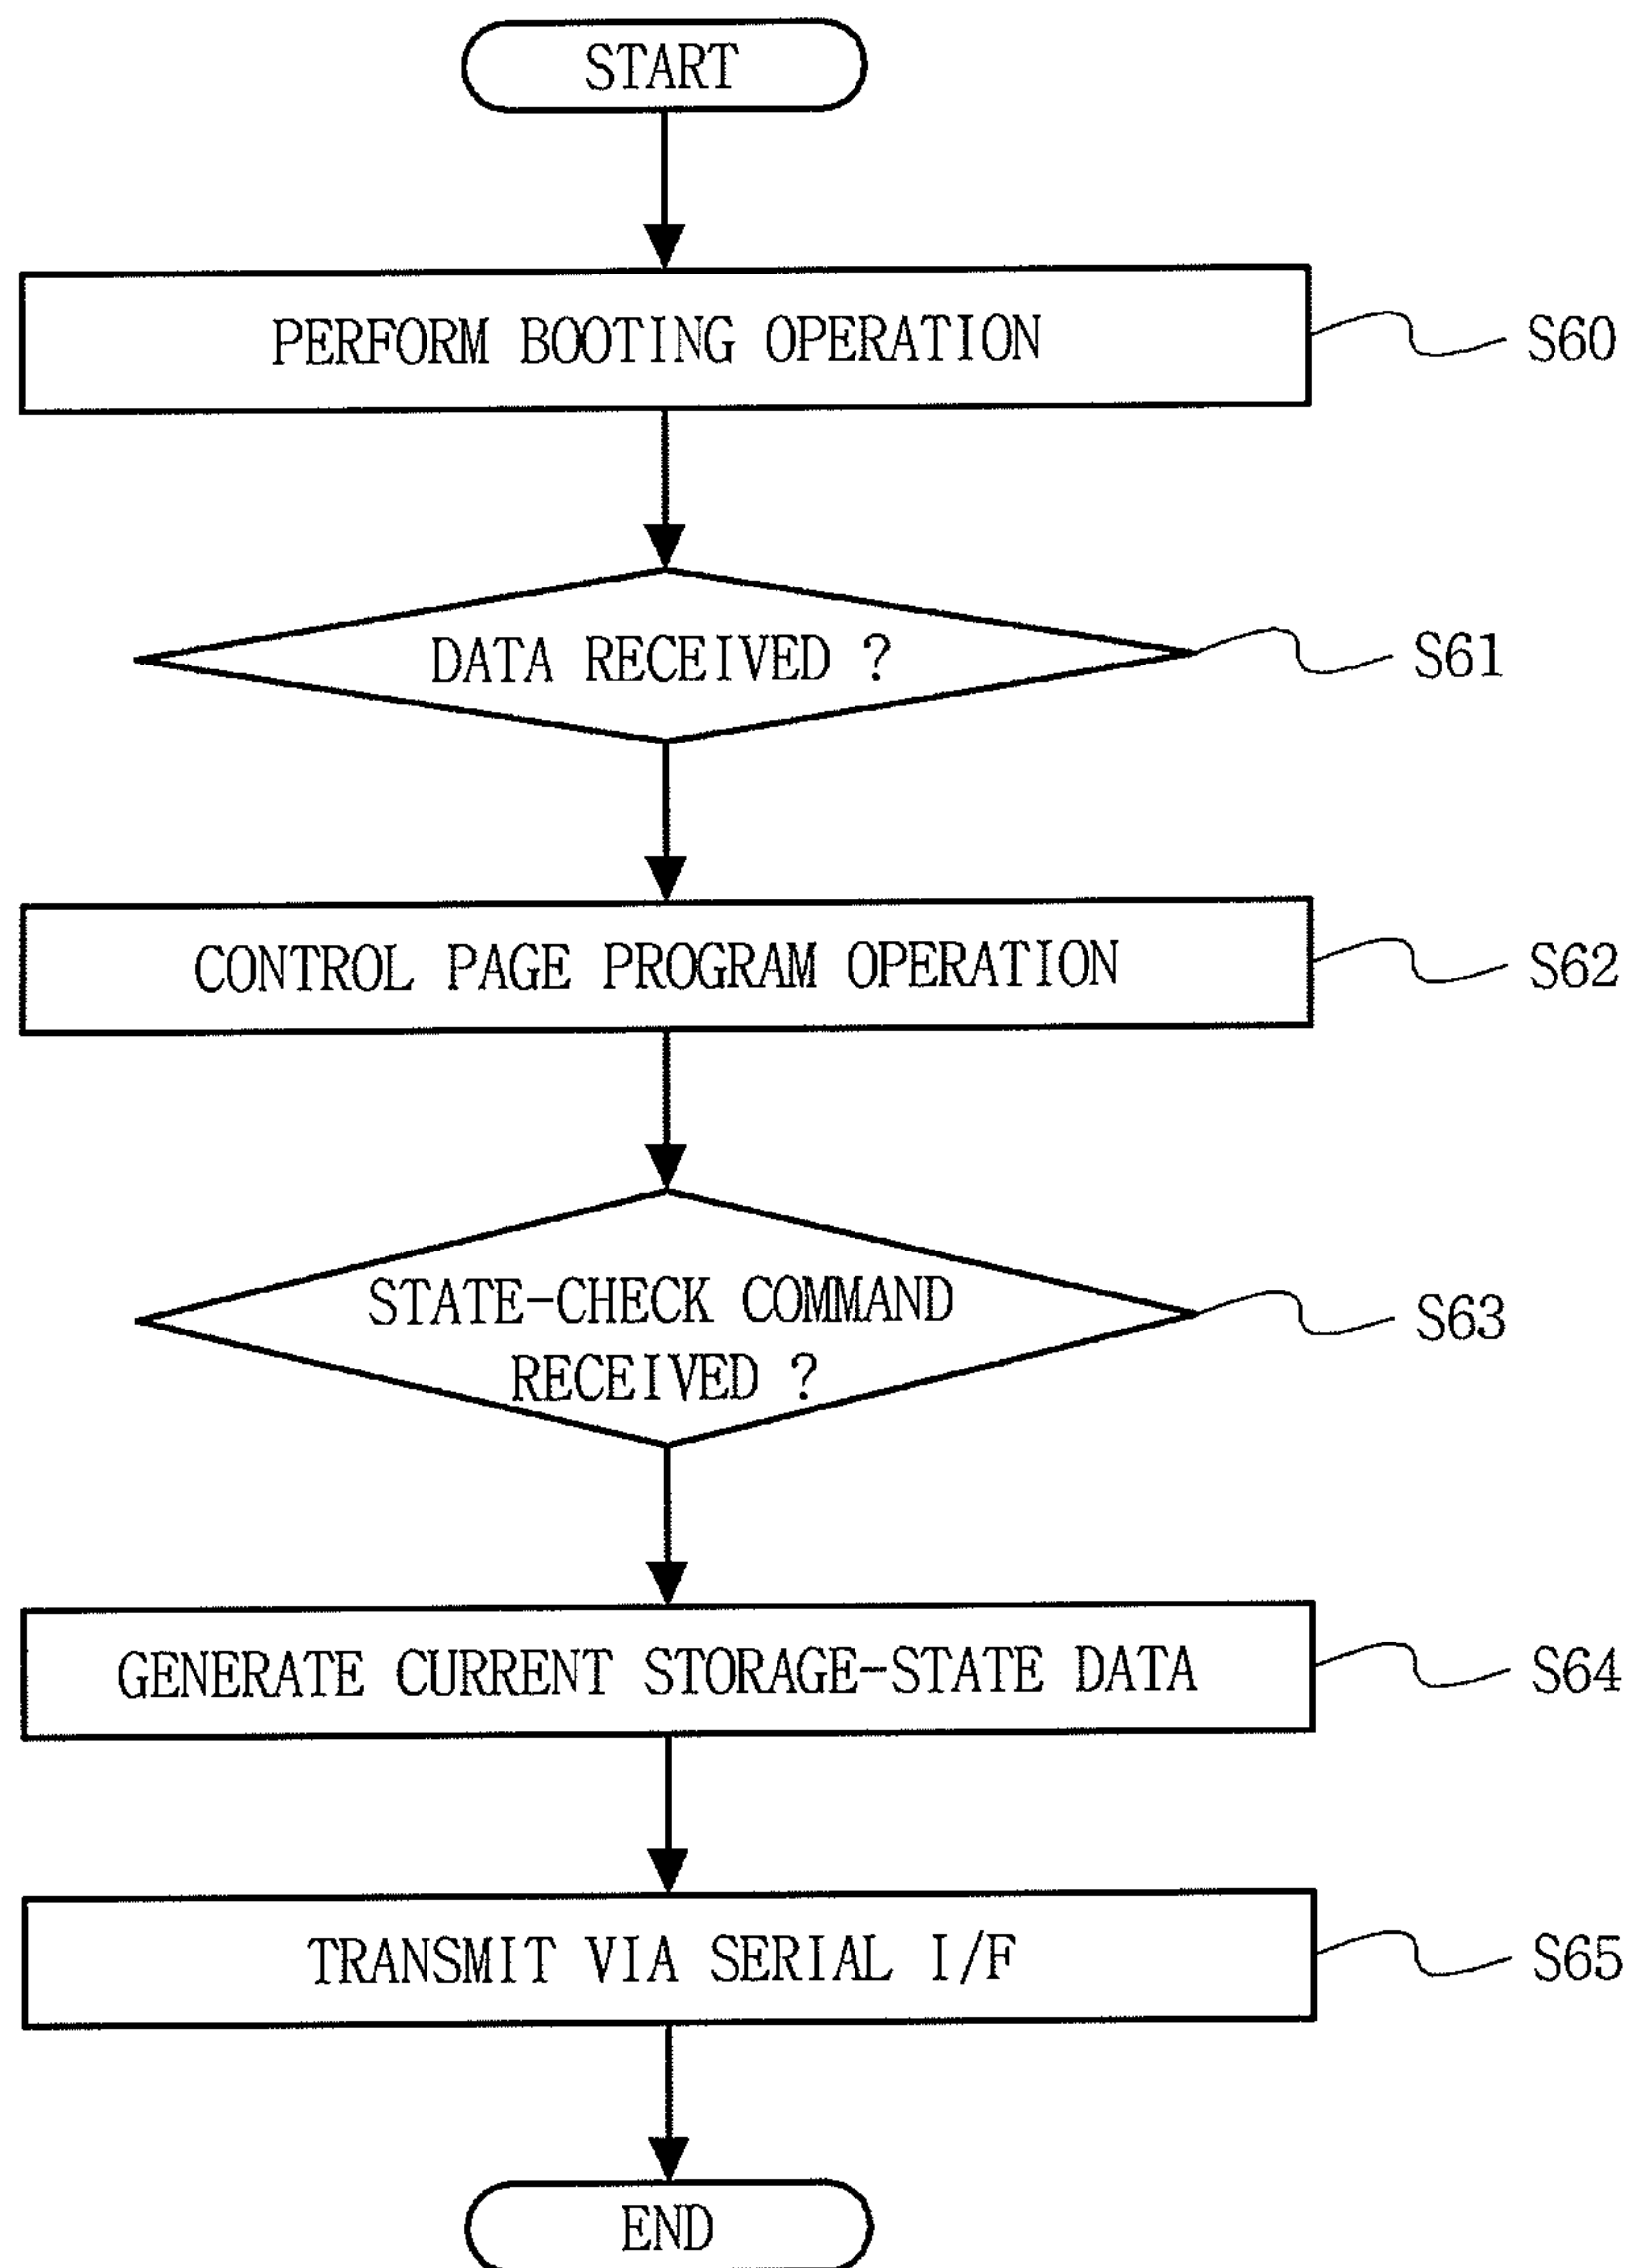 START
PERFORM BOOTING OPERATION
S60
DATA RECEIVED ?
S61
CONTROL PAGE PROGRAM OPERATION
S62
STATE-CHECK COMMAND
RECEIVED ?
S63
GENERATE CURRENT STORAGE-STATE DATA
S64
TRANSMIT VIA SERIAL I/F
S65
END